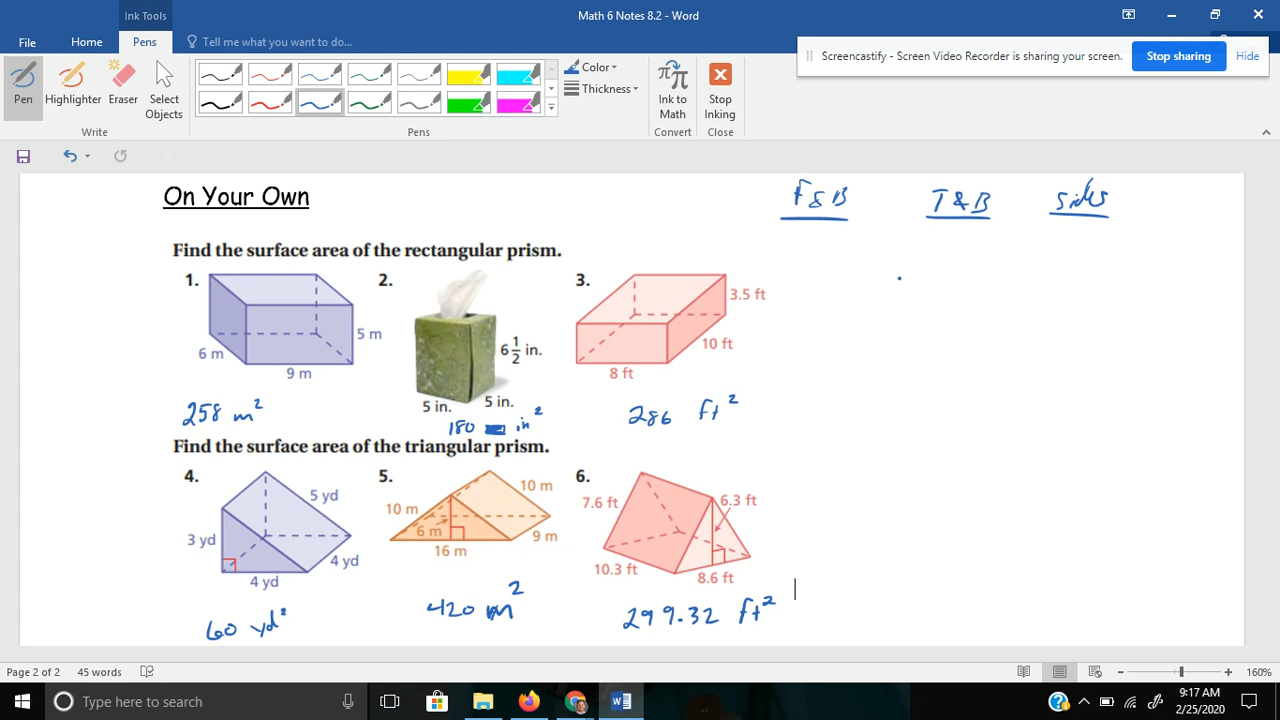 Ink Tools
Math 6 Notes 8.2 - Word
File
Home
Pens
Tell me what you want to do...
Screencastify - Screen Video Recorder is sharing your screen.
Stop sharing
Hide
Pen
Highlighter
Eraser
Select Objects
Color
Thickness
Ink to Math
Stop Inking
Write
Pens
Convert
Close
On Your Own
F & B
T & B
sides
Find the surface area of the rectangular prism.
1.
2.
3.
5 m
6 m
9 m
6 1/2 in.
5 in.
5 in.
3.5 ft
10 ft
8 ft
258 m²
180 in²
286 ft²
Find the surface area of the triangular prism.
4.
5.
6.
5 yd
3 yd
4 yd
4 yd
10 m
10 m
6 m
16 m
9 m
7.6 ft
6.3 ft
10.3 ft
8.6 ft
60 yd²
420 m²
299.32 ft²
Page 2 of 2
45 words
160%
Type here to search
9:17 AM
2/25/2020